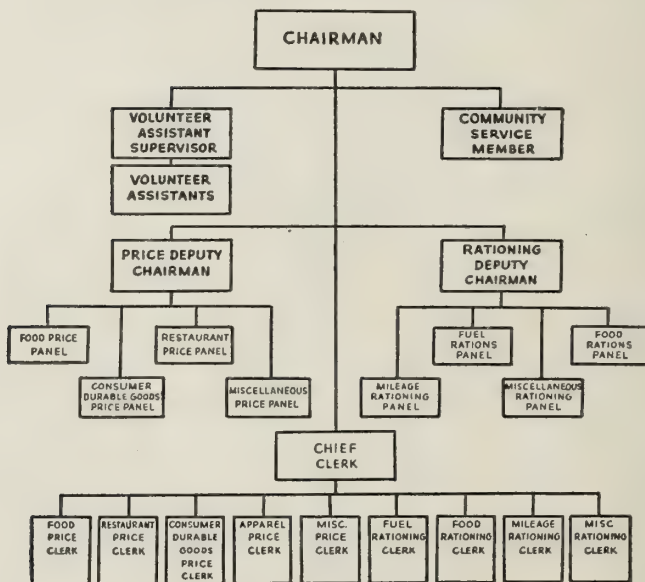 CHAIRMAN
VOLUNTEER
ASSISTANT
SUPERVISOR
COMMUNITY
SERVICE
MEMBER
VOLUNTEER
ASSISTANTS
PRICE DEPUTY
CHAIRMAN
RATIONING
DEPUTY
CHAIRMAN
FOOD PRICE
PANEL
RESTAURANT
PRICE PANEL
FUEL
RATIONS
PANEL
FOOD
RATIONS
PANEL
CONSUMER
DURABLE GOODS
PRICE PANEL
MISCELLANEOUS
PRICE PANEL
MILEAGE
RATIONING
PANEL
MISCELLANEOUS
RATIONING
PANEL
CHIEF
CLERK
FOOD
PRICE
CLERK
RESTAURANT
PRICE
CLERK
CONSUMER
DURABLE
GOODS
PRICE
CLERK
APPAREL
PRICE
CLERK
MISC.
PRICE
CLERK
FUEL
RATIONING
CLERK
FOOD
RATIONING
CLERK
MILEAGE
RATIONING
CLERK
MISC
RATIONING
CLERK